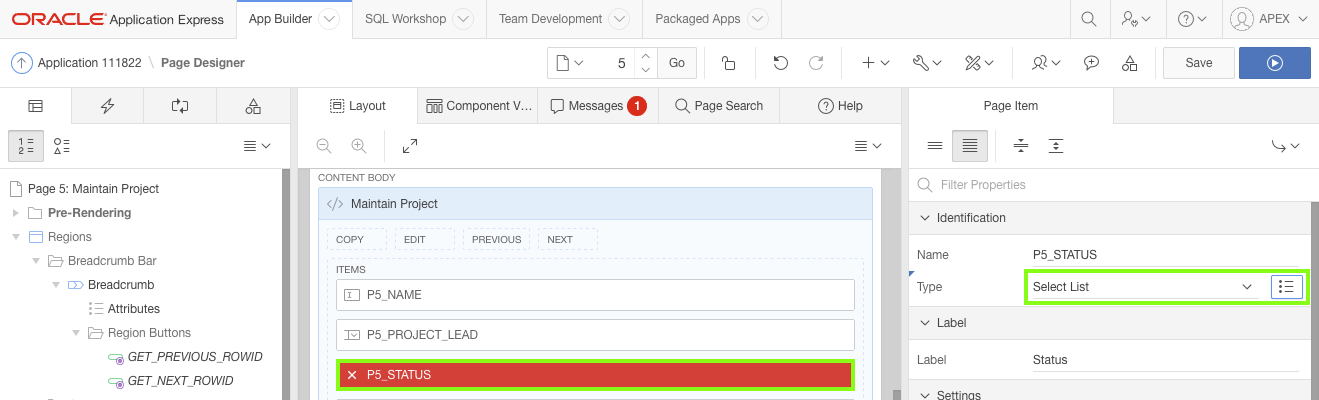 ORACLE Application Express App Builder SQL Workshop Team Development Packaged Apps ? APEX
Application 111822 \ Page Designer 5 Go Save
Layout Component V... Messages 1 Page Search ? Help Page Item
1
2
CONTENT BODY
Page 5: Maintain Project
Pre-Rendering
Regions
Breadcrumb Bar
Breadcrumb
Attributes
Region Buttons
GET_PREVIOUS_ROWID
GET_NEXT_ROWID
</> Maintain Project
COPY EDIT PREVIOUS NEXT
ITEMS
P5_NAME
P5_PROJECT_LEAD
P5_STATUS
Filter Properties
Identification
Name P5_STATUS
Type Select List
Label
Label Status
Settings